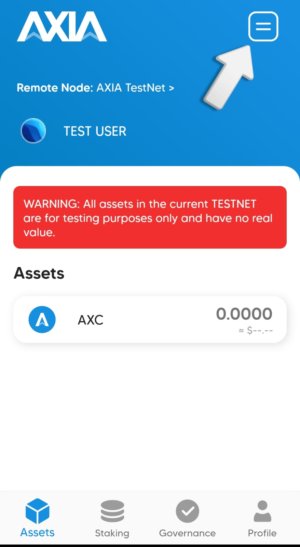 AXIA
Remote Node: AXIA TestNet >
TEST USER
WARNING: All assets in the current TESTNET
are for testing purposes only and have no real
value.
Assets
AXC
0.0000
≈ $--.--
Assets
Staking
Governance
Profile